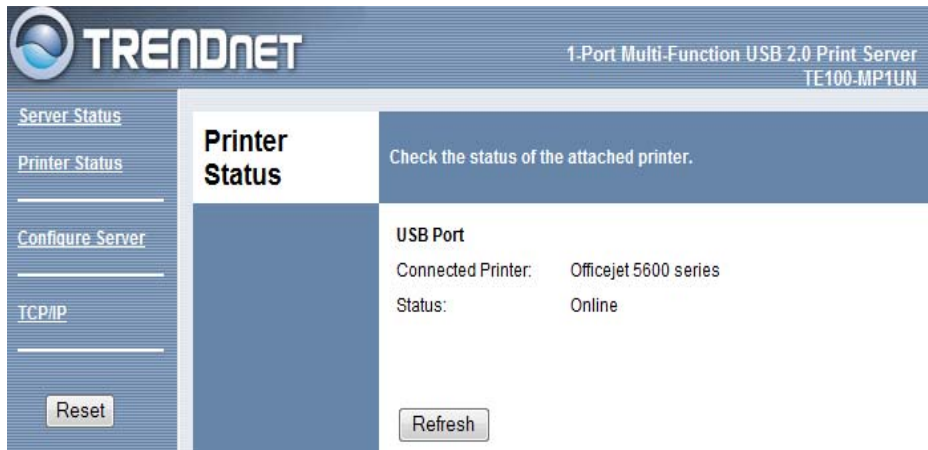 TRENDNET
1-Port Multi-Function USB 2.0 Print Server
TE100-MP1UN
Server Status
Printer Status
Configure Server
TCP/IP
Reset
Printer
Status
Check the status of the attached printer.
USB Port
Connected Printer: Officejet 5600 series
Status: Online
Refresh